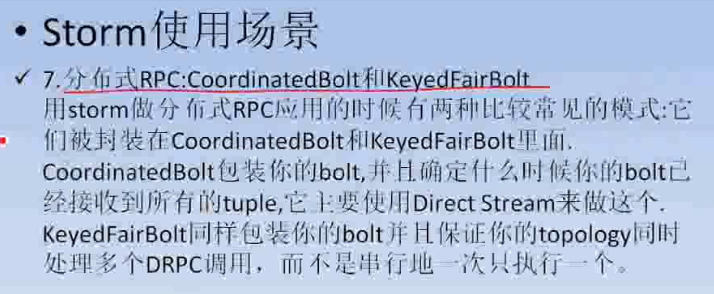 • Storm使用场景
✓ 7.分布式RPC:CoordinatedBolt和KeyedFairBolt
用storm做分布式RPC应用的时候有两种比较常见的模式:它
们被封装在CoordinatedBolt和KeyedFairBolt里面.
CoordinatedBolt包装你的bolt,并且确定什么时候你的bolt已
经接收到所有的tuple,它主要使用Direct Stream来做这个.
KeyedFairBolt同样包装你的bolt并且保证你的topology同时
处理多个DRPC调用，而不是串行地一次只执行一个。